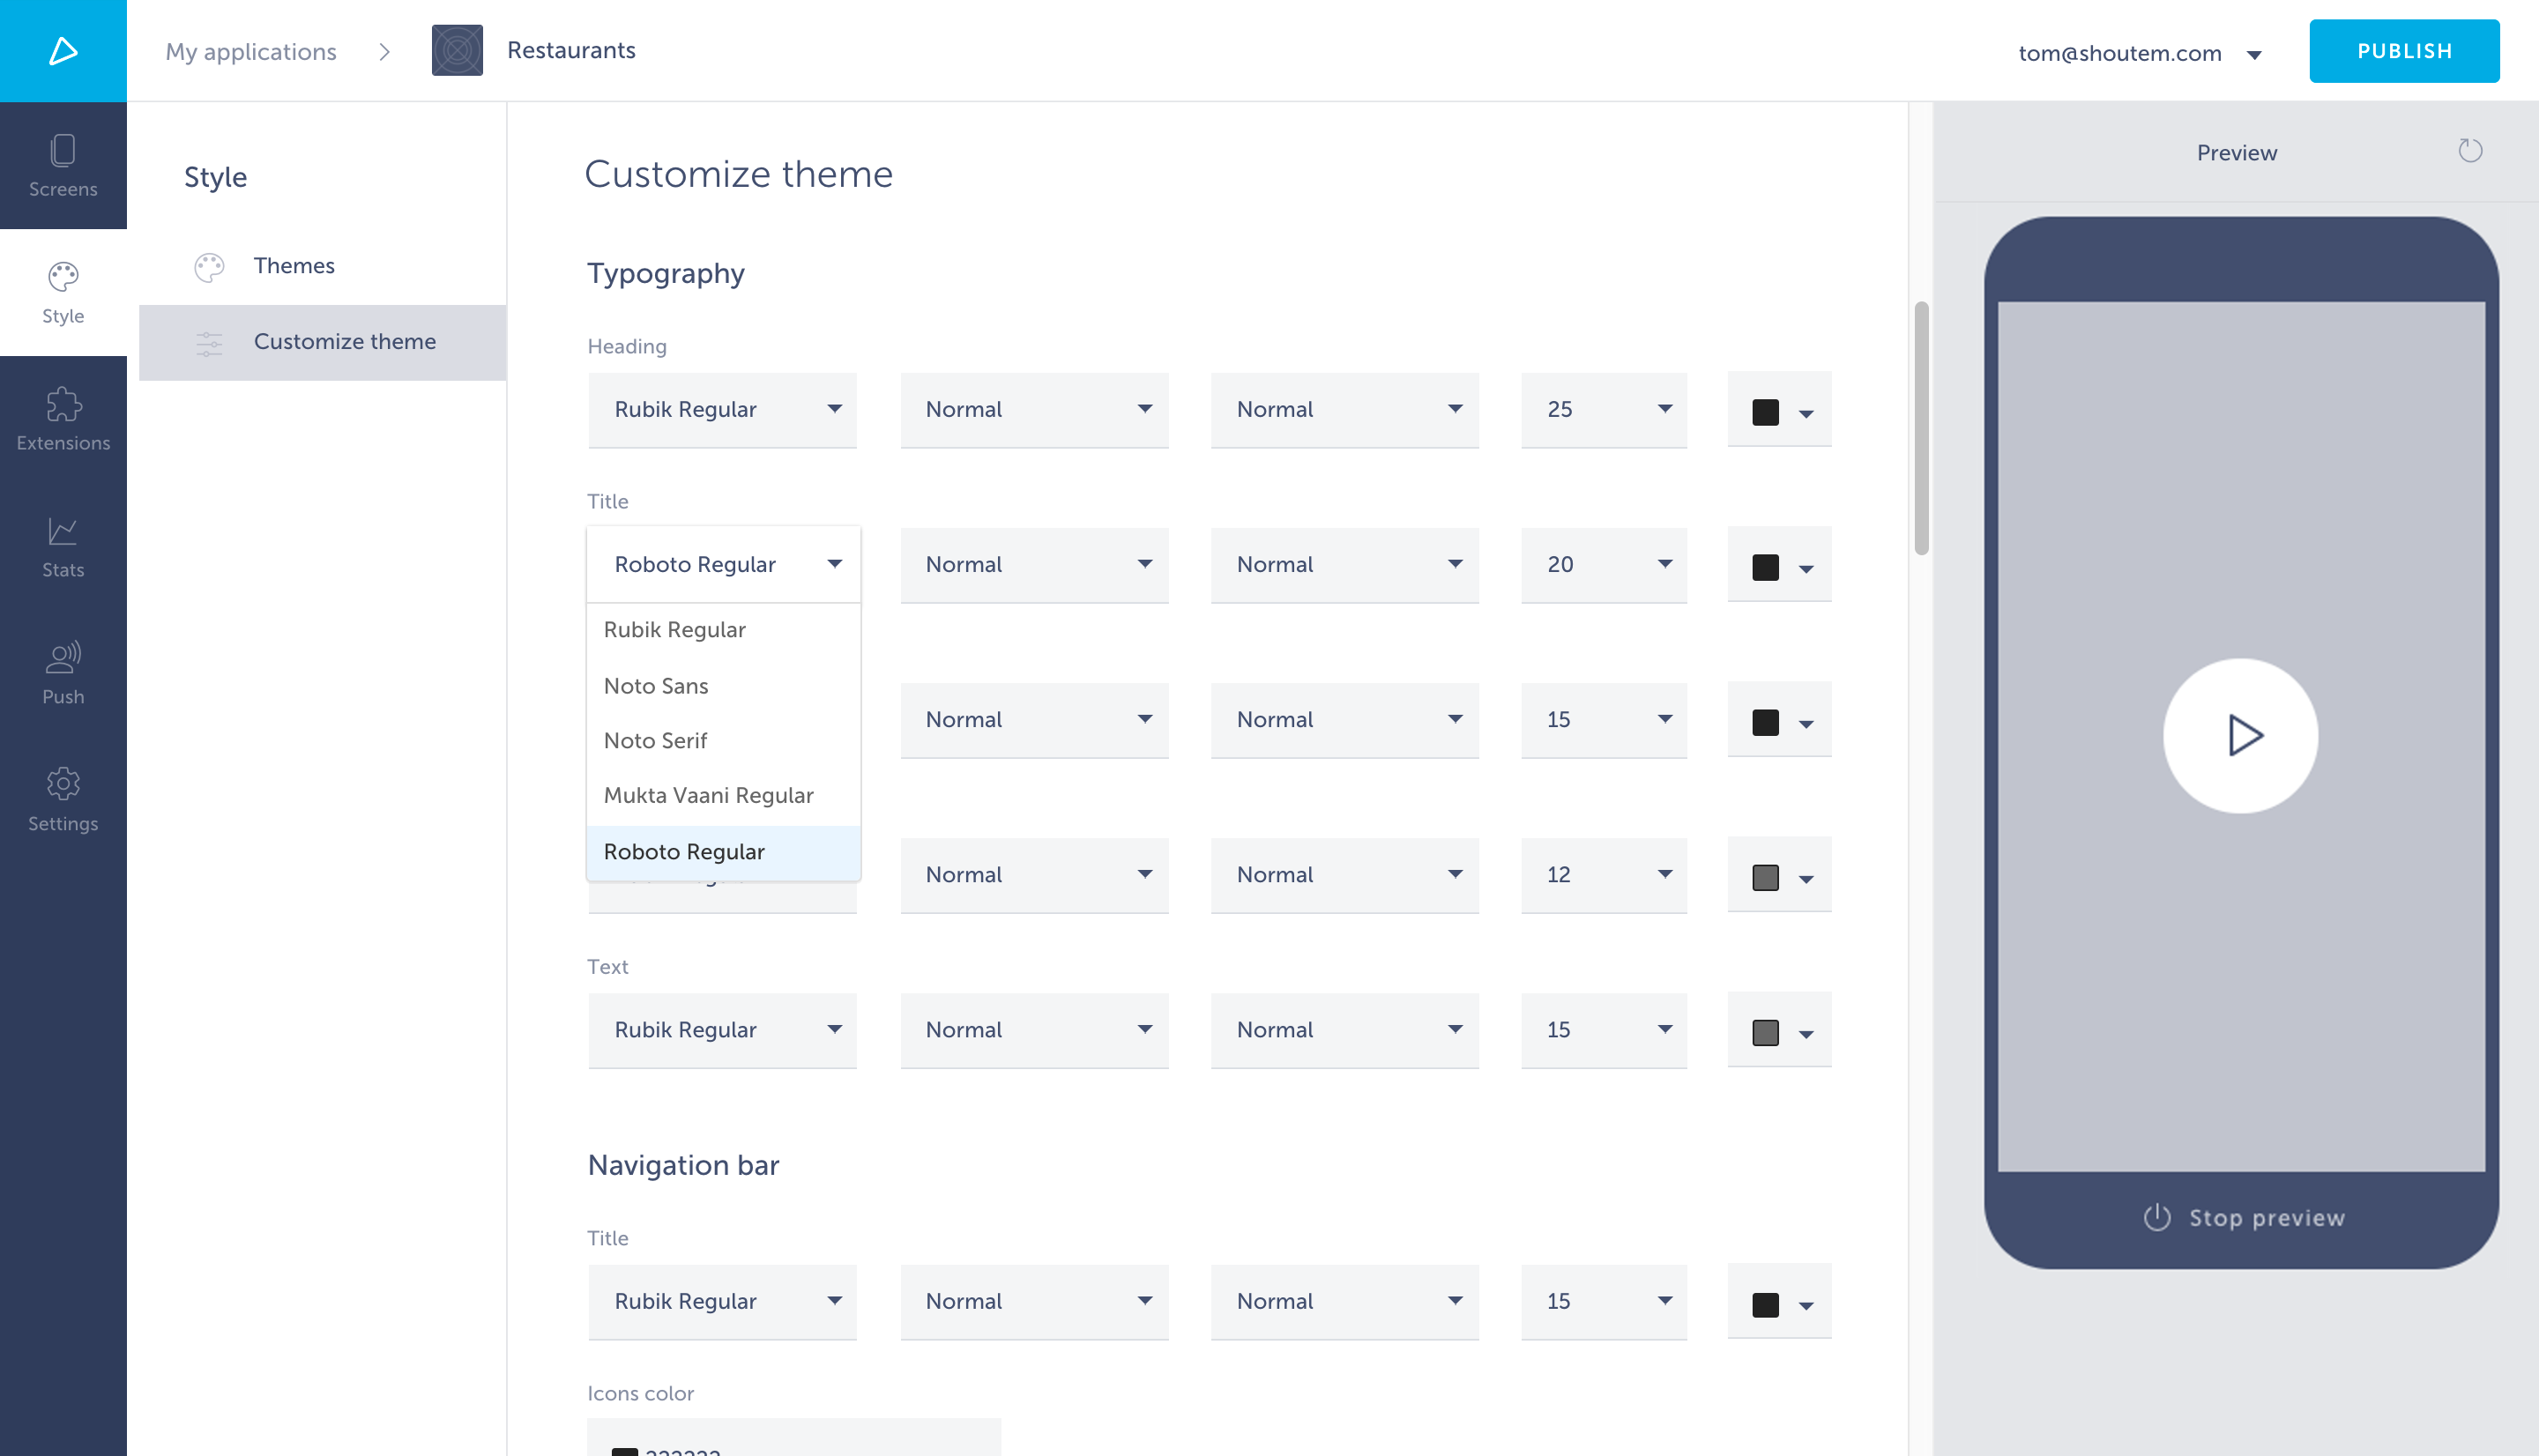 My applications
Restaurants
tom@shoutem.com
PUBLISH
Screens
Style
Extensions
Stats
Push
Settings
Style
Themes
Customize theme
Customize theme
Typography
Heading
Rubik Regular Normal Normal 25
Title
Roboto Regular Normal Normal 20
Rubik Regular
Noto Sans
Noto Serif
Mukta Vaani Regular
Roboto Regular
Normal Normal 15
Normal Normal 12
Text
Rubik Regular Normal Normal 15
Navigation bar
Title
Rubik Regular Normal Normal 15
Icons color
Preview
Stop preview